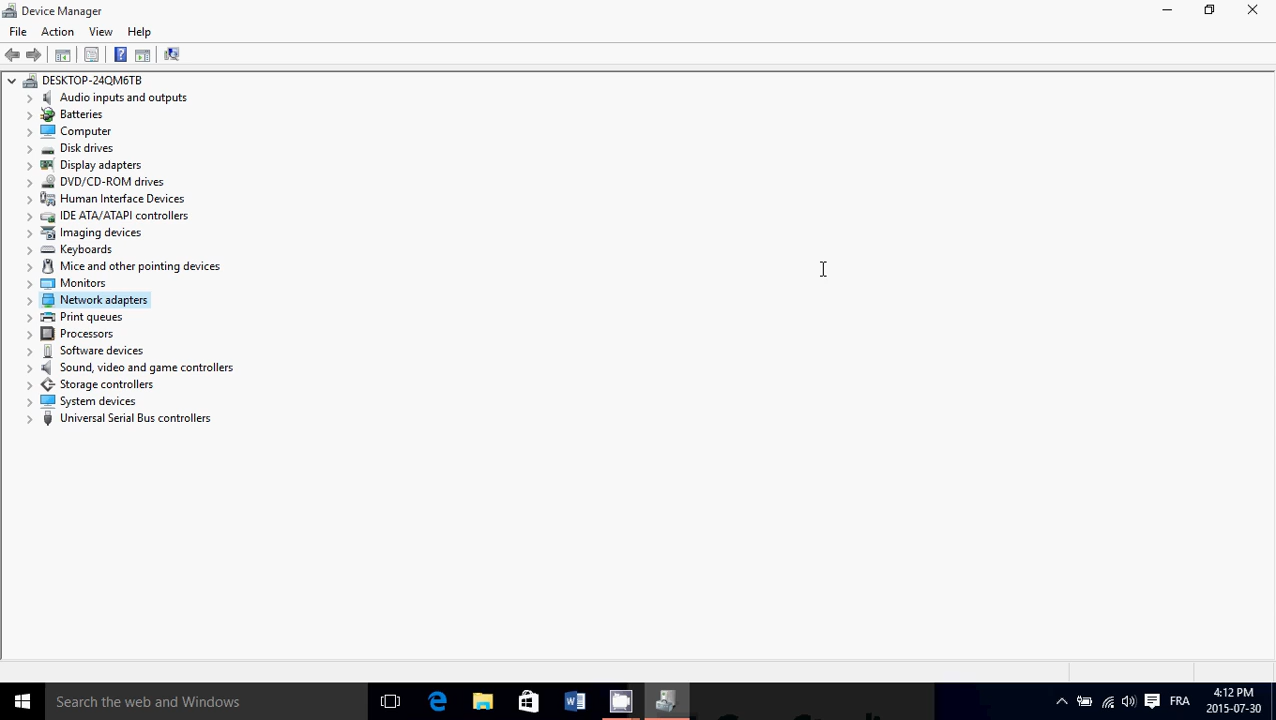 Device Manager
File Action View Help
DESKTOP-24QM6TB
Audio inputs and outputs
Batteries
Computer
Disk drives
Display adapters
DVD/CD-ROM drives
Human Interface Devices
IDE ATA/ATAPI controllers
Imaging devices
Keyboards
Mice and other pointing devices
Monitors
Network adapters
Print queues
Processors
Software devices
Sound, video and game controllers
Storage controllers
System devices
Universal Serial Bus controllers
Search the web and Windows
FRA
4:12 PM
2015-07-30